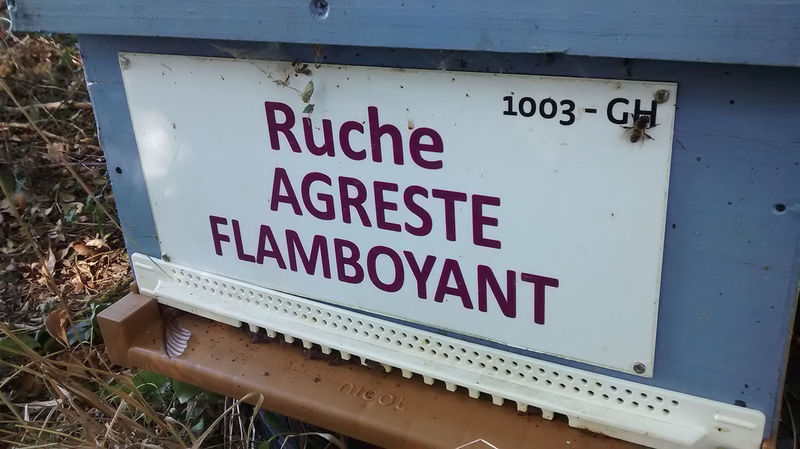 1003 - GH
Ruche
AGRESTE
FLAMBOYANT
nicot